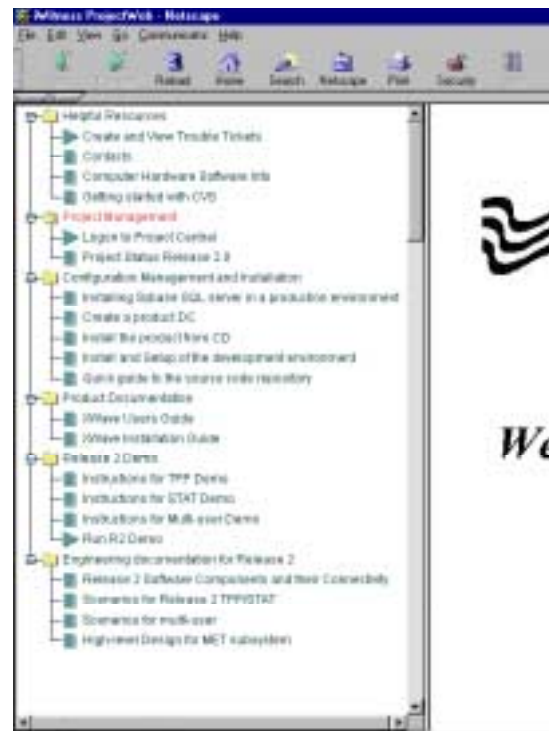 ProjectWeb - Netscape
File Edit View Go Communicator Help
Reload Home Search Netscape Print Security
Helpful Resources
Create and View Trouble Tickets
Contacts
Computer Hardware Software Info
Getting started with CVS
Project Management
Logon to Project Central
Project Status Release 2.0
Configuration Management and Installation
Installing Sybase SQL server in a production environment
Create a product DC
Install the product from CD
Install and Setup of the development environment
Quick guide to the source code repository
Product Documentation
Users Guide
Installation Guide
Release 2 Demo
Instructions for TPP Demo
Instructions for STAT Demo
Instructions for Multi-user Demo
Run R2 Demo
Engineering documentation for Release 2
Release 2 Software Components and their Connectivity
Scenarios for Release 2 TPP/STAT
Scenarios for multi-user
High-level Design for MET subsystem
We